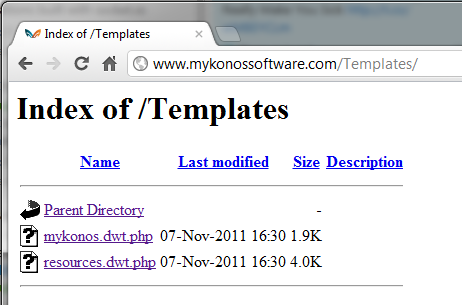 Index of /Templates
www.mykonossoftware.com/Templates/
Index of /Templates
Name Last modified Size Description
Parent Directory -
mykonos.dwt.php 07-Nov-2011 16:30 1.9K
resources.dwt.php 07-Nov-2011 16:30 4.0K